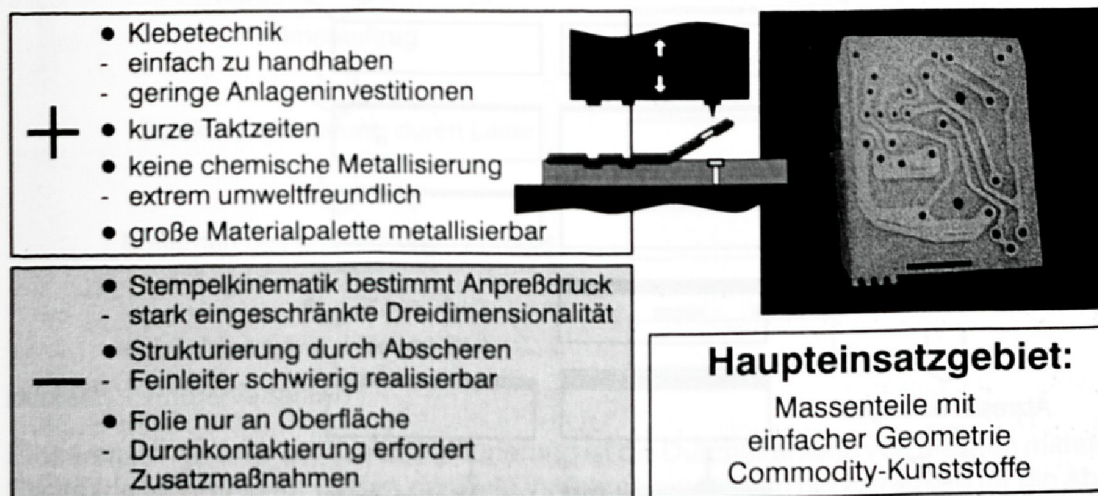 +
● Klebetechnik
- einfach zu handhaben
- geringe Anlageninvestitionen
● kurze Taktzeiten
● keine chemische Metallisierung
- extrem umweltfreundlich
● große Materialpalette metallisierbar
—
● Stempelkinematik bestimmt Anpreßdruck
- stark eingeschränkte Dreidimensionalität
● Strukturierung durch Abscheren
- Feinleiter schwierig realisierbar
● Folie nur an Oberfläche
- Durchkontaktierung erfordert
Zusatzmaßnahmen
Haupteinsatzgebiet:
Massenteile mit
einfacher Geometrie
Commodity-Kunststoffe